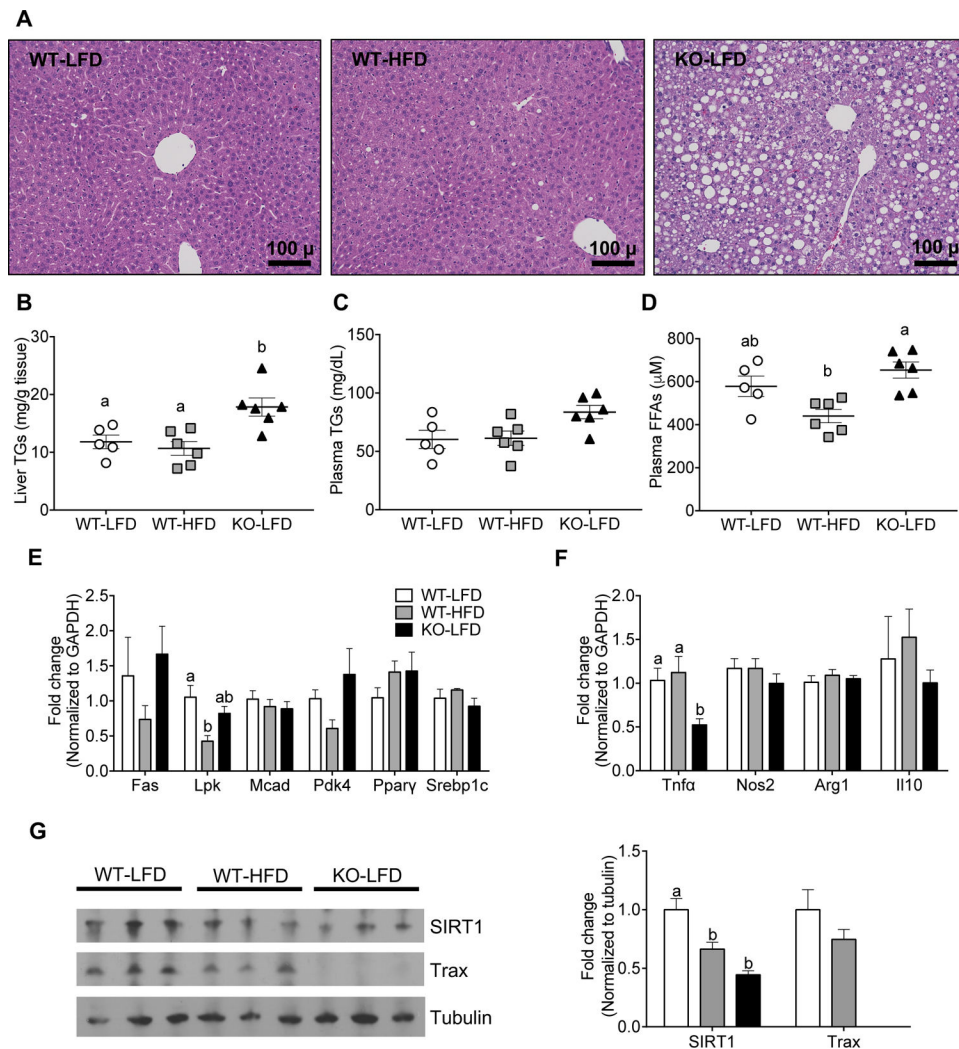 A
WT-LFD
WT-HFD
KO-LFD
100 µ
100 µ
100 µ
B
C
D
Liver TGs (mg/g tissue)
30
20
10
0
a
a
b
WT-LFD
WT-HFD
KO-LFD
Plasma TGs (mg/dL)
150
100
50
0
WT-LFD
WT-HFD
KO-LFD
Plasma FFAs (µM)
800
600
400
200
0
ab
b
a
WT-LFD
WT-HFD
KO-LFD
E
F
Fold change
(Normalized to GAPDH)
2.5
2.0
1.5
1.0
0.5
0.0
WT-LFD
WT-HFD
KO-LFD
a
b
ab
Fas
Lpk
Mcad
Pdk4
Pparγ
Srebp1c
Fold change
(Normalized to GAPDH)
2.0
1.5
1.0
0.5
0.0
a
a
b
Tnfα
Nos2
Arg1
Il10
G
WT-LFD
WT-HFD
KO-LFD
SIRT1
Trax
Tubulin
Fold change
(Normalized to tubulin)
1.5
1.0
0.5
0.0
a
b
b
SIRT1
Trax